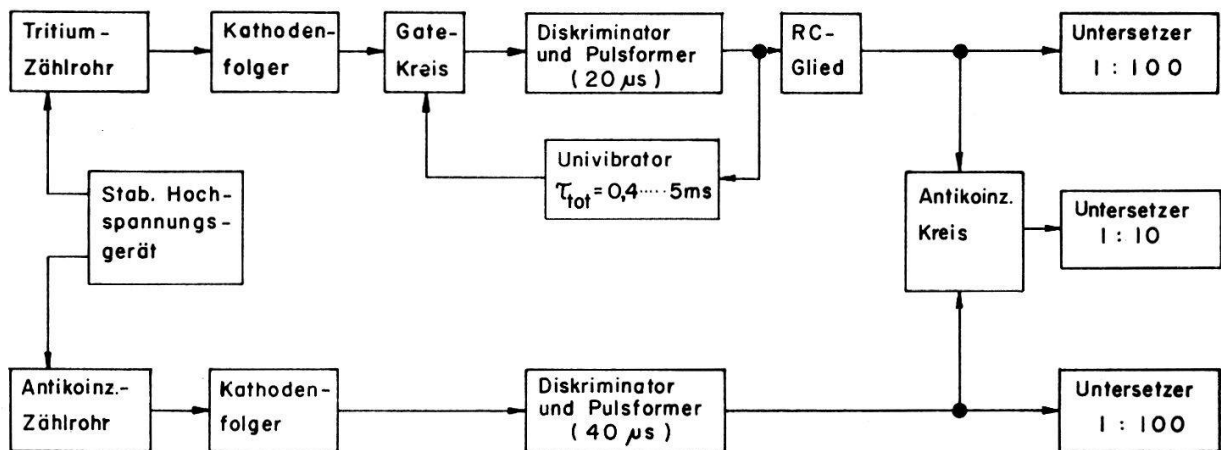 Tritium-
Zählrohr
Kathoden-
folger
Gate-
Kreis
Diskriminator
und Pulsformer
( 20 µs )
RC-
Glied
Untersetzer
1 : 100
Univibrator
τtot = 0,4 ····· 5ms
Stab. Hoch-
spannungs-
gerät
Antikoinz.
Kreis
Untersetzer
1 : 10
Antikoinz.-
Zählrohr
Kathoden-
folger
Diskriminator
und Pulsformer
( 40 µs )
Untersetzer
1 : 100